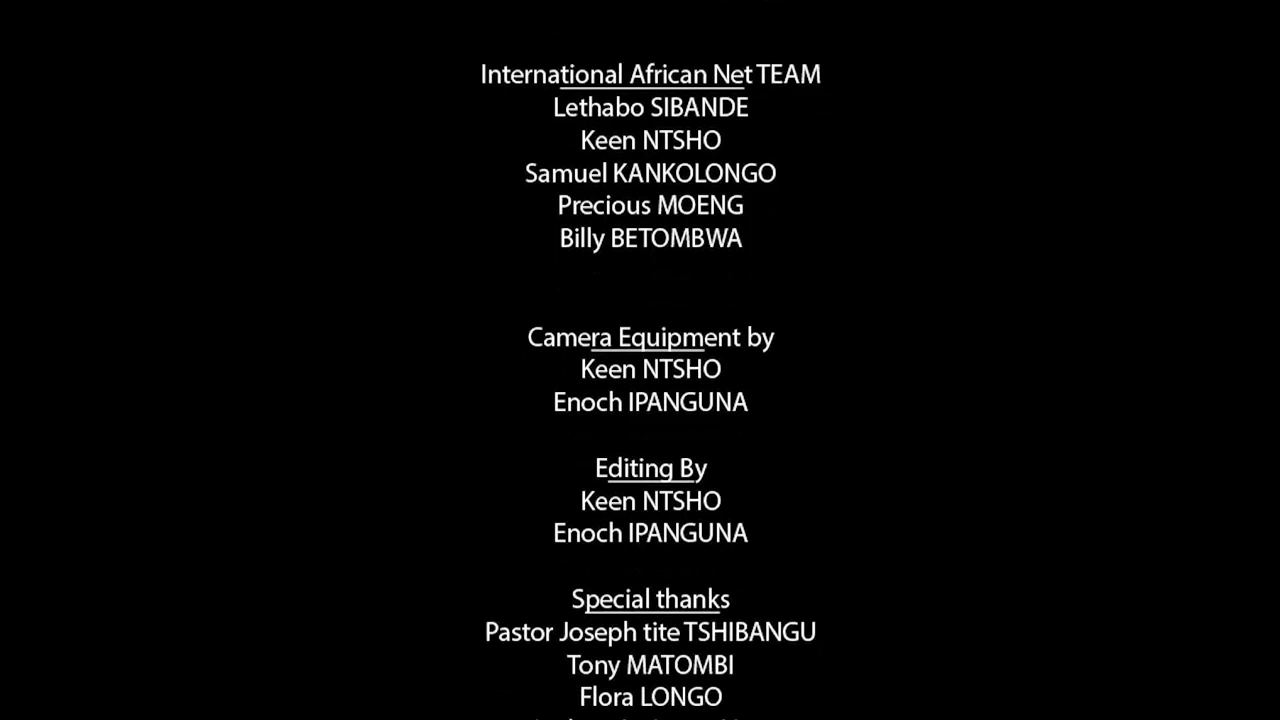 International African Net TEAM
Lethabo SIBANDE
Keen NTSHO
Samuel KANKOLONGO
Precious MOENG
Billy BETOMBWA
Camera Equipment by
Keen NTSHO
Enoch IPANGUNA
Editing By
Keen NTSHO
Enoch IPANGUNA
Special thanks
Pastor Joseph tite TSHIBANGU
Tony MATOMBI
Flora LONGO